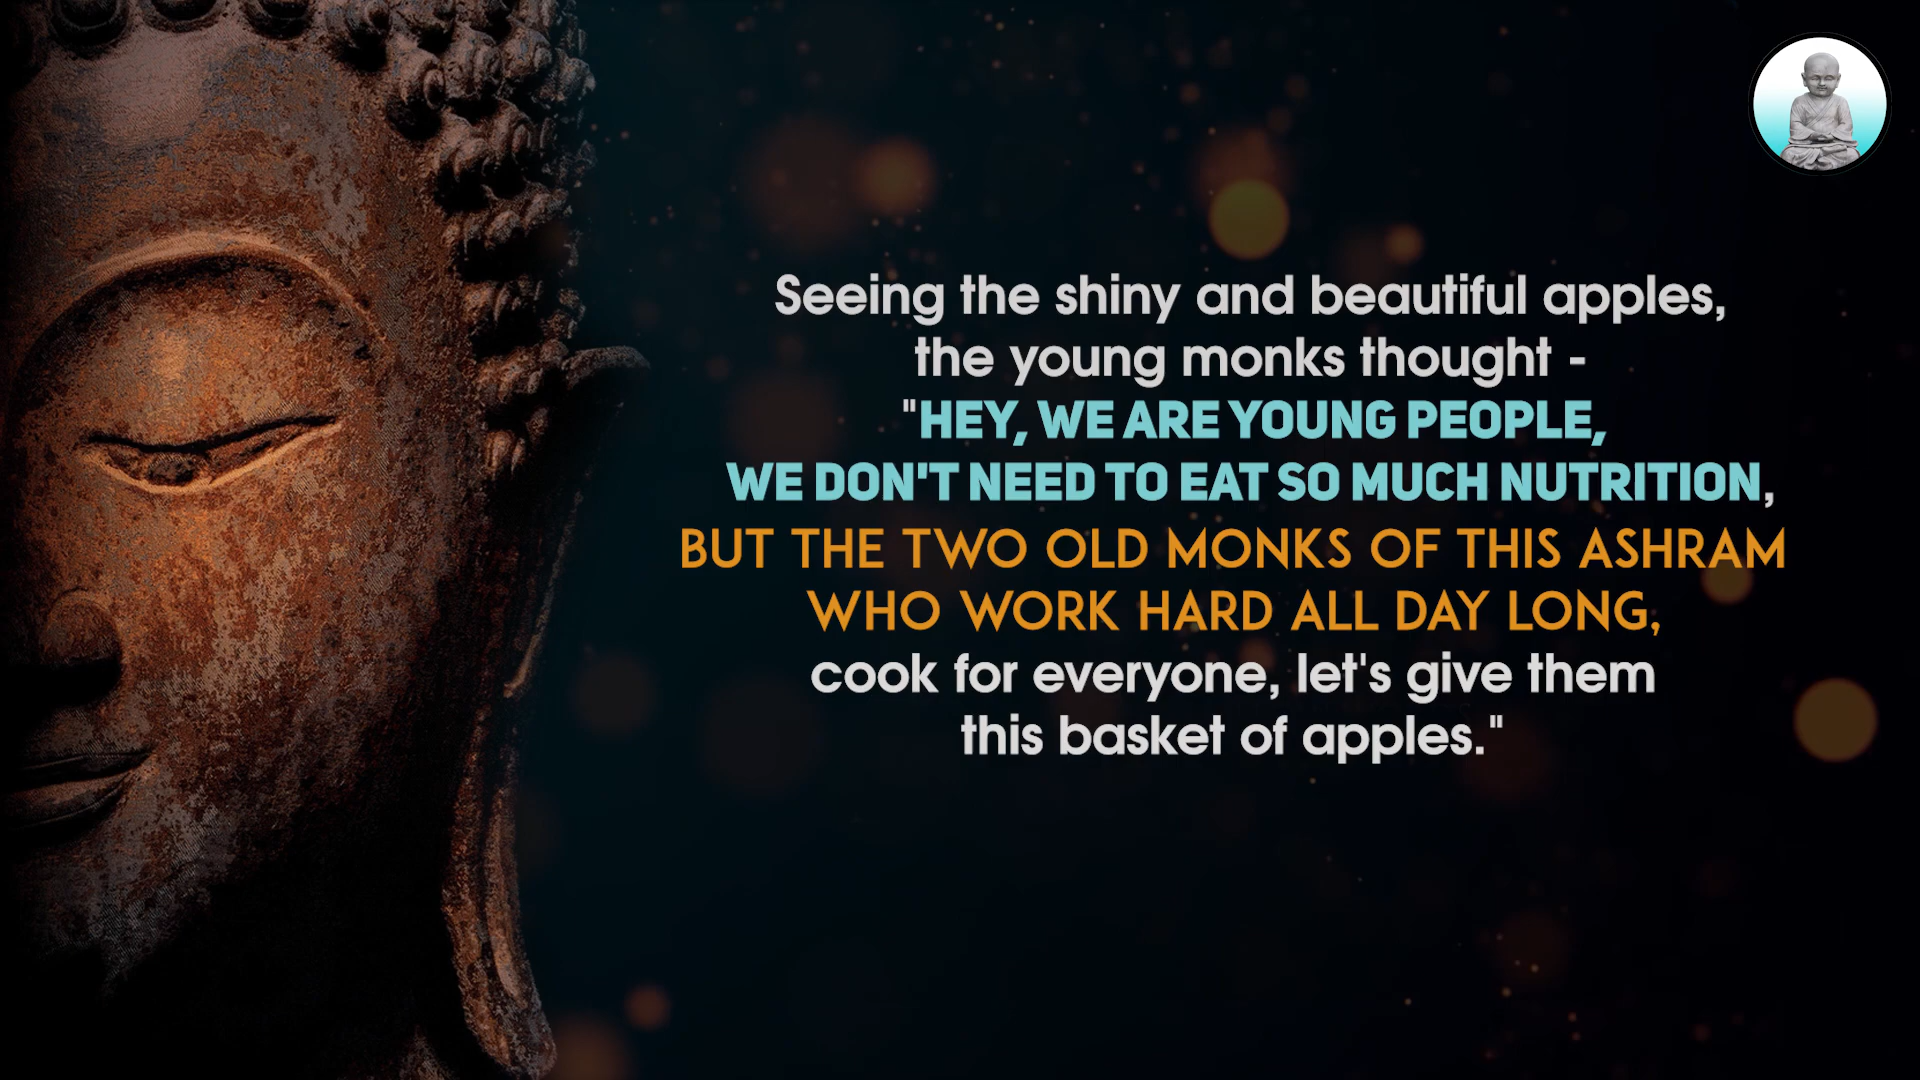 Seeing the shiny and beautiful apples,
the young monks thought -
"HEY, WE ARE YOUNG PEOPLE,
WE DON'T NEED TO EAT SO MUCH NUTRITION,
BUT THE TWO OLD MONKS OF THIS ASHRAM
WHO WORK HARD ALL DAY LONG,
cook for everyone, let's give them
this basket of apples."